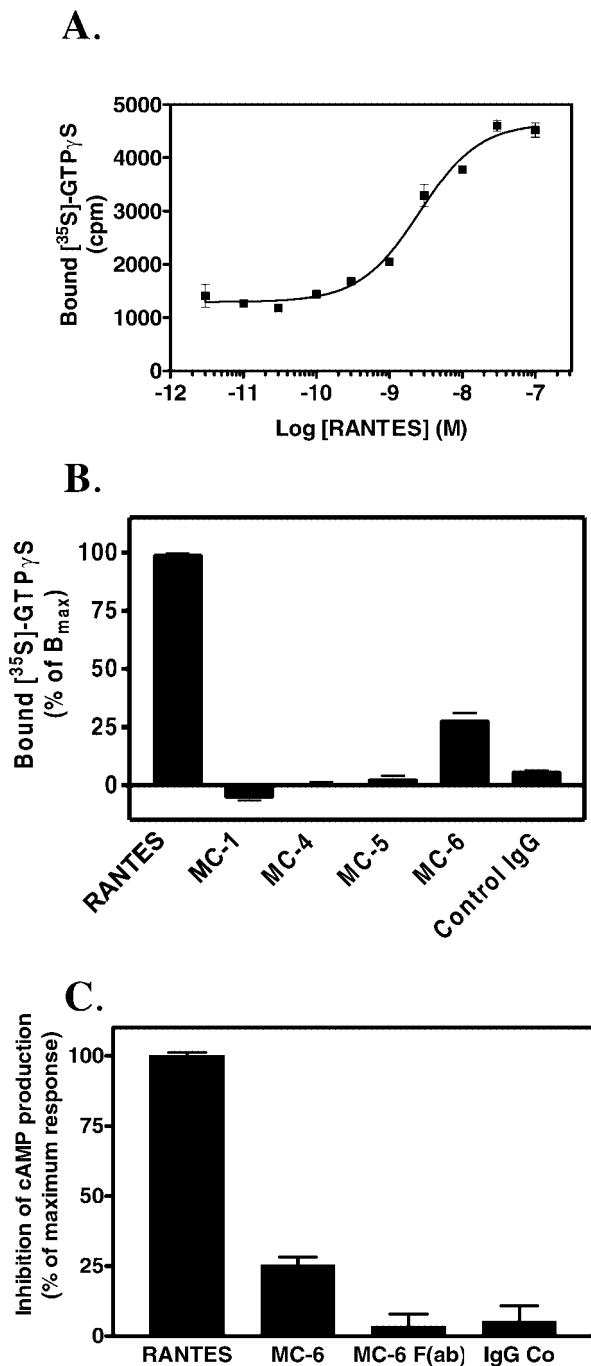 A.
Bound [³⁵S]-GTPγS
(cpm)
5000
4000
3000
2000
1000
0
-12
-11
-10
-9
-8
-7
Log [RANTES] (M)
B.
Bound [³⁵S]-GTPγS
(% of Bmax)
100
75
50
25
0
RANTES
MC-1
MC-4
MC-5
MC-6
Control IgG
C.
Inhibition of cAMP production
(% of maximum response)
100
75
50
25
0
RANTES
MC-6
MC-6 F(ab)
IgG Co